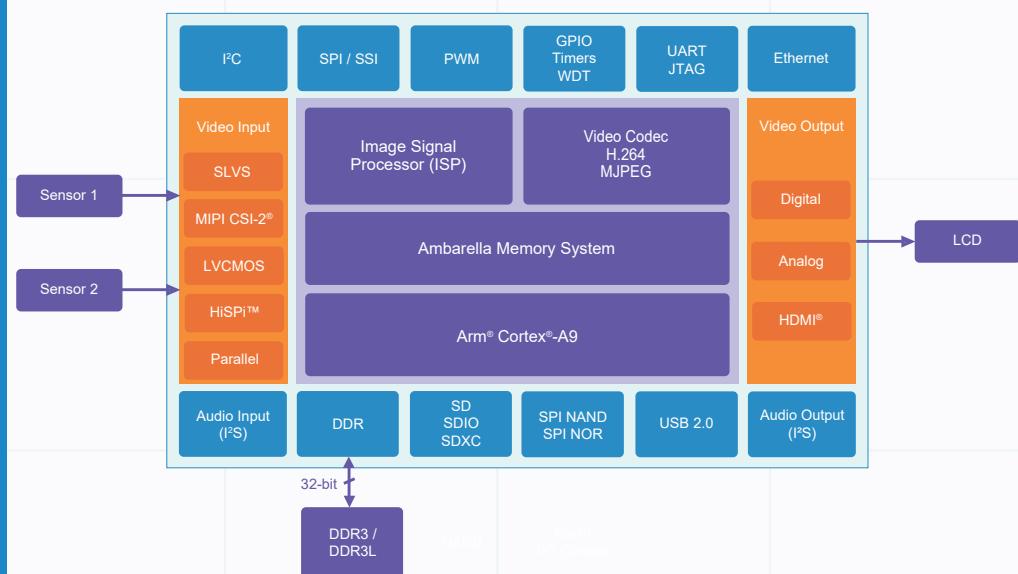 I²C
SPI / SSI
PWM
GPIO
Timers
WDT
UART
JTAG
Ethernet
Video Input
SLVS
MIPI CSI-2®
LVCMOS
HiSPi™
Parallel
Image Signal
Processor (ISP)
Video Codec
H.264
MJPEG
Ambarella Memory System
Arm® Cortex®-A9
Video Output
Digital
Analog
HDMI®
Sensor 1
Sensor 2
LCD
Audio Input
(I²S)
DDR
SD
SDIO
SDXC
SPI NAND
SPI NOR
USB 2.0
Audio Output
(I²S)
32-bit
DDR3 /
DDR3L